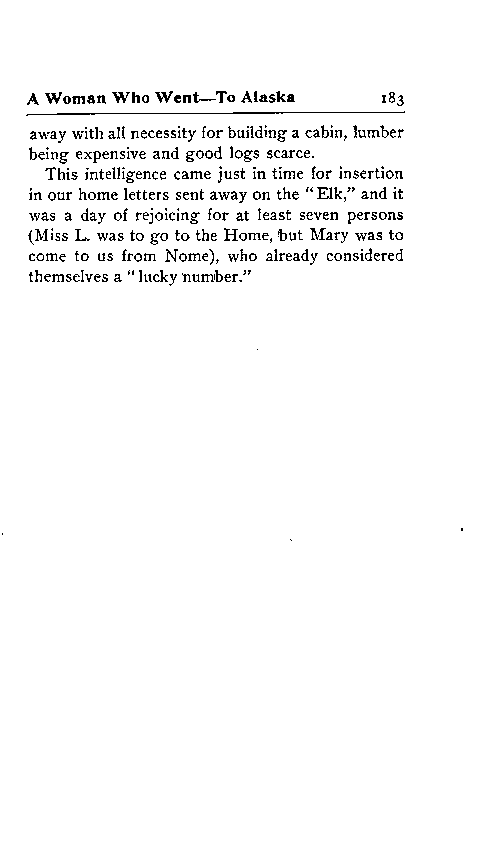 A Woman Who Went—To Alaska 183
away with all necessity for building a cabin, lumber
being expensive and good logs scarce.
This intelligence came just in time for insertion
in our home letters sent away on the "Elk," and it
was a day of rejoicing for at least seven persons
(Miss L. was to go to the Home, but Mary was to
come to us from Nome), who already considered
themselves a "lucky number."